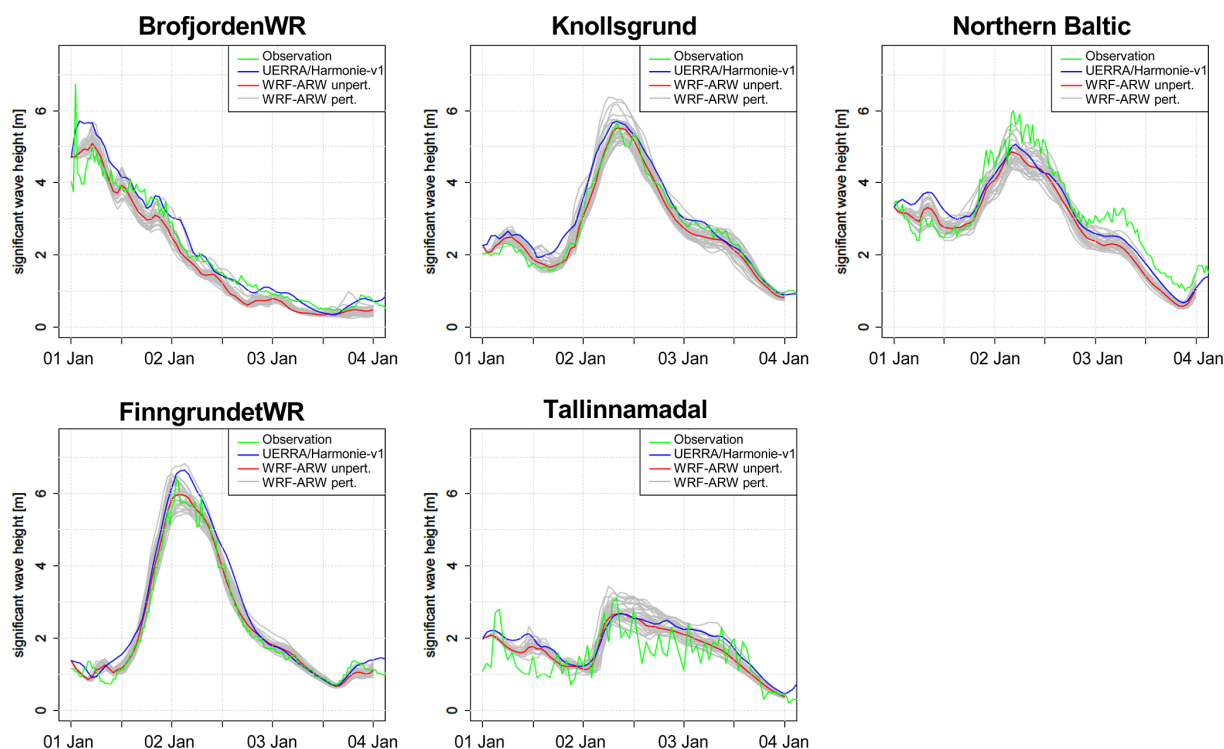 BrofjordenWR
Observation
UERRA/Harmonie-v1
WRF-ARW unpert.
WRF-ARW pert.
significant wave height [m]
6
4
2
0
01 Jan 02 Jan 03 Jan 04 Jan
Knollsgrund
Observation
UERRA/Harmonie-v1
WRF-ARW unpert.
WRF-ARW pert.
significant wave height [m]
6
4
2
0
01 Jan 02 Jan 03 Jan 04 Jan
Northern Baltic
Observation
UERRA/Harmonie-v1
WRF-ARW unpert.
WRF-ARW pert.
significant wave height [m]
6
4
2
0
01 Jan 02 Jan 03 Jan 04 Jan
FinngrundetWR
Observation
UERRA/Harmonie-v1
WRF-ARW unpert.
WRF-ARW pert.
significant wave height [m]
6
4
2
0
01 Jan 02 Jan 03 Jan 04 Jan
Tallinnamadal
Observation
UERRA/Harmonie-v1
WRF-ARW unpert.
WRF-ARW pert.
significant wave height [m]
6
4
2
0
01 Jan 02 Jan 03 Jan 04 Jan